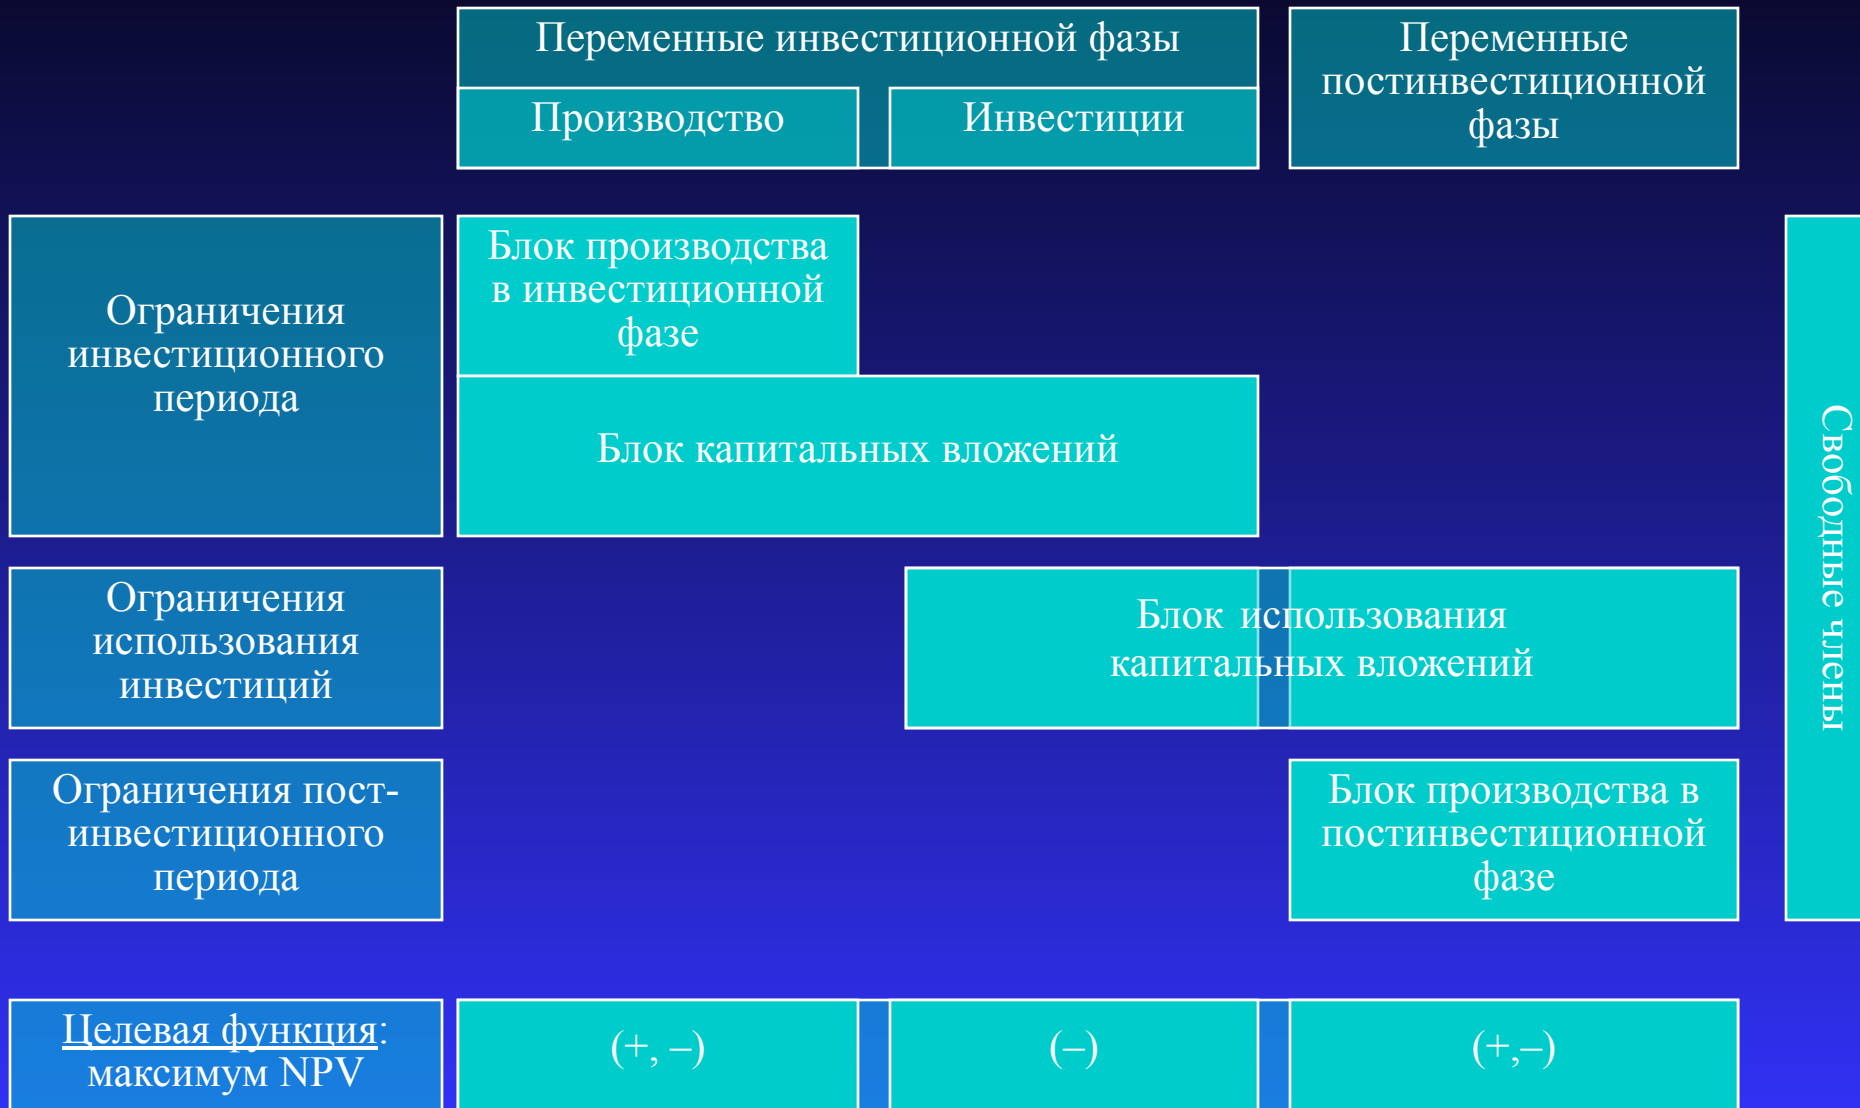 Переменные инвестиционной фазы
Переменные
постинвестиционной
фазы
Производство
Инвестиции
Ограничения
инвестиционного
периода
Блок производства
в инвестиционной
фазе
Блок капитальных вложений
Свободные члены
Ограничения
использования
инвестиций
Блок использования
капитальных вложений
Ограничения пост-
инвестиционного
периода
Блок производства в
постинвестиционной
фазе
Целевая функция:
максимум NPV
(+, –)
(–)
(+,–)